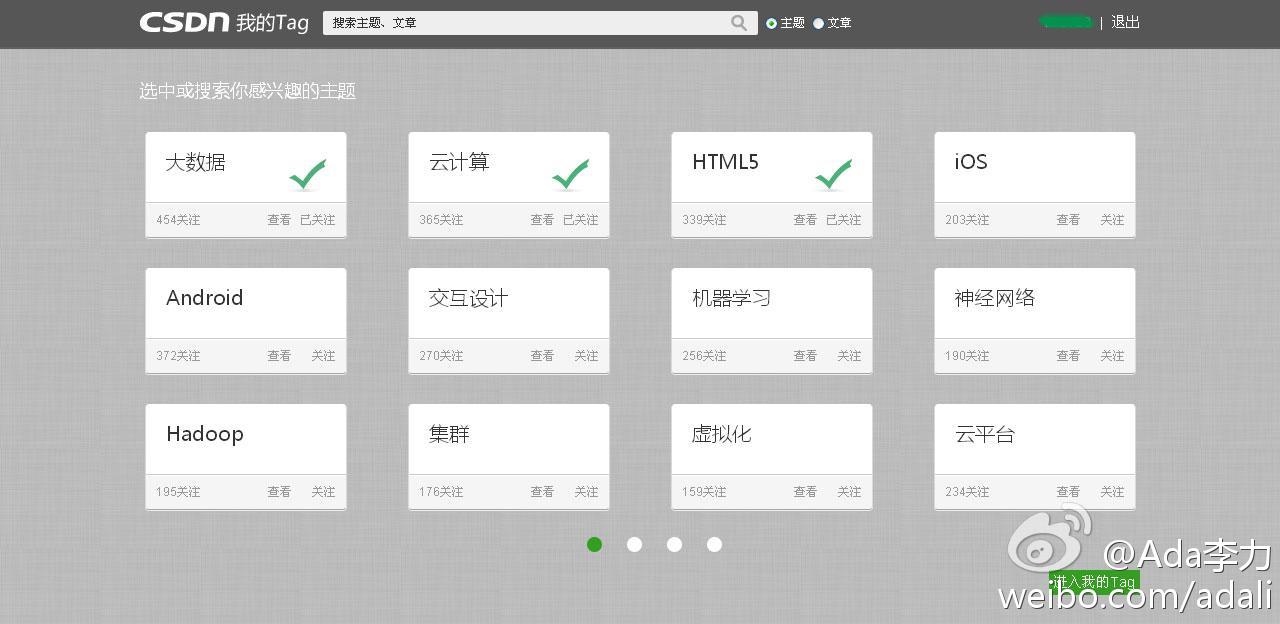 CSDN 我的Tag 搜索主题、文章 主题 文章 | 退出
选中或搜索你感兴趣的主题
大数据 云计算 HTML5 iOS
454关注 查看 已关注 365关注 查看 已关注 339关注 查看 已关注 203关注 查看 关注
Android 交互设计 机器学习 神经网络
372关注 查看 关注 270关注 查看 关注 256关注 查看 关注 190关注 查看 关注
Hadoop 集群 虚拟化 云平台
195关注 查看 关注 176关注 查看 关注 159关注 查看 关注 234关注 查看 关注
@Ada李力
进入我的Tag
weibo.com/adali